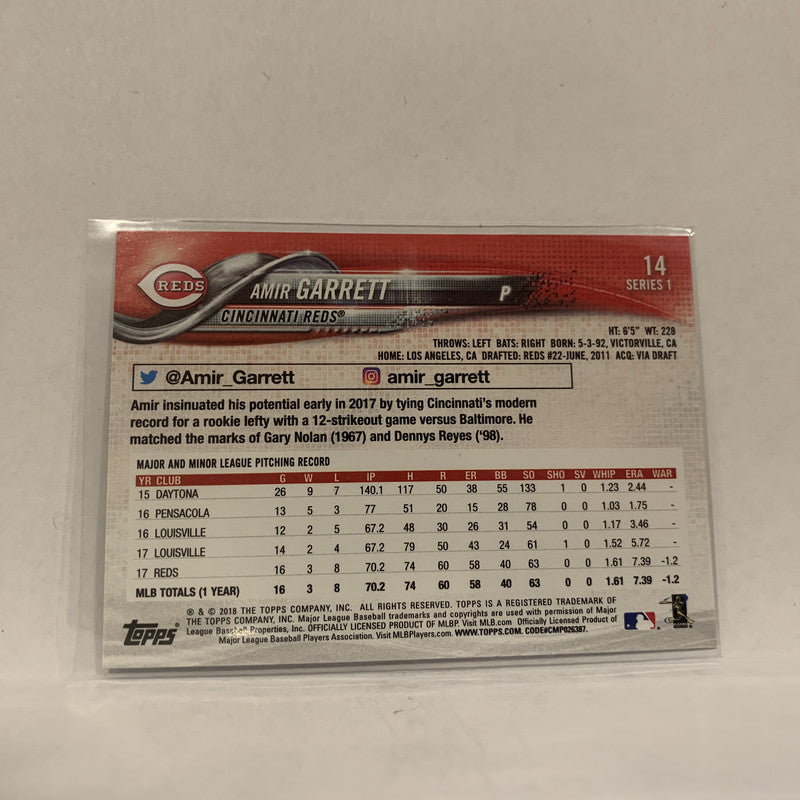 REDS
AMIR GARRETT
P
14
SERIES 1
CINCINNATI REDS®
HT: 6'5" WT: 228
THROWS: LEFT BATS: RIGHT BORN: 5-3-92, VICTORVILLE, CA
HOME: LOS ANGELES, CA DRAFTED: REDS #22-JUNE, 2011 ACQ: VIA DRAFT
@Amir_Garrett amir_garrett
Amir insinuated his potential early in 2017 by tying Cincinnati's modern
record for a rookie lefty with a 12-strikeout game versus Baltimore. He
matched the marks of Gary Nolan (1967) and Dennys Reyes ('98).
MAJOR AND MINOR LEAGUE PITCHING RECORD
YR CLUB G W L IP H R ER BB SO SHO SV WHIP ERA WAR
15 DAYTONA 26 9 7 140.1 117 50 38 55 133 1 0 1.23 2.44 -
16 PENSACOLA 13 5 3 77 51 20 15 28 78 0 0 1.03 1.75 -
16 LOUISVILLE 12 2 5 67.2 48 30 26 31 54 0 0 1.17 3.46 -
17 LOUISVILLE 14 2 4 67.2 79 50 43 24 61 1 0 1.52 5.72 -
17 REDS 16 3 8 70.2 74 60 58 40 63 0 0 1.61 7.39 -1.2
MLB TOTALS (1 YEAR) 16 3 8 70.2 74 60 58 40 63 0 0 1.61 7.39 -1.2
® & © 2018 THE TOPPS COMPANY, INC. ALL RIGHTS RESERVED. TOPPS IS A REGISTERED TRADEMARK OF
THE TOPPS COMPANY, INC. Major League Baseball trademarks and copyrights are used with permission of Major
League Baseball Properties, Inc. OFFICIALLY LICENSED PRODUCT OF MLBP. Visit MLB.com Officially Licensed Product of
Major League Baseball Players Association. Visit MLBPlayers.com. WWW.TOPPS.COM. CODE#CMP026387.
Topps